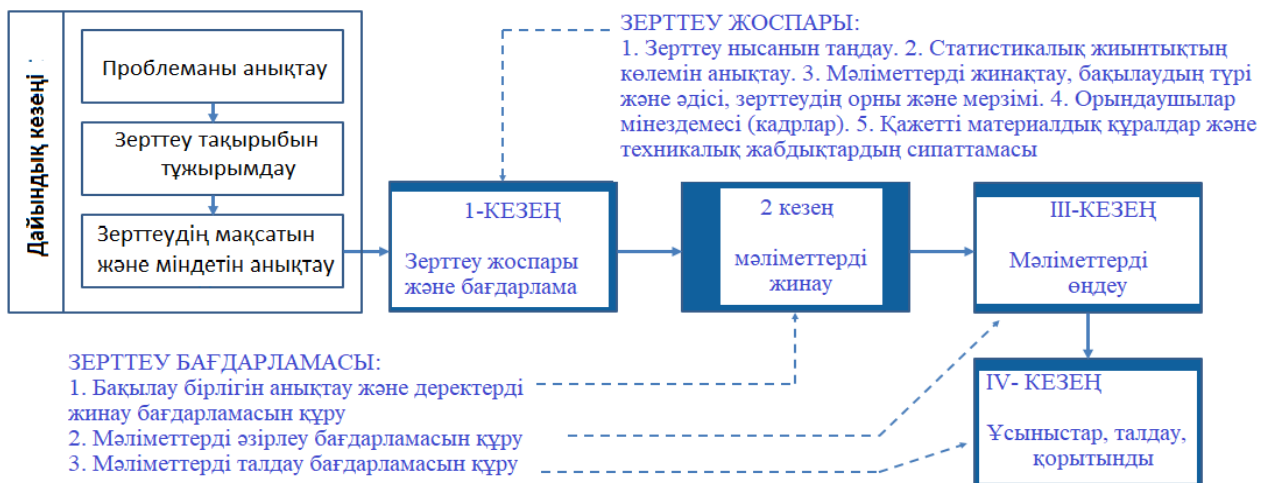 Дайындық кезеңі :
Проблеманы анықтау
Зерттеу тақырыбын
тұжырымдау
Зерттеудің мақсатын
және міндетін анықтау
ЗЕРТТЕУ ЖОСПАРЫ:
1. Зерттеу нысанын таңдау. 2. Статистикалық жиынтықтың
көлемін анықтау. 3. Мәліметтерді жинақтау, бақылаудың түрі
және әдісі, зерттеудің орны және мерзімі. 4. Орындаушылар
мінездемесі (кадрлар). 5. Қажетті материалдық құралдар және
техникалық жабдықтардың сипаттамасы
1-КЕЗЕҢ
Зерттеу жоспары
және бағдарлама
2 кезең
мәліметтерді
жинау
III-КЕЗЕҢ
Мәліметтерді
өңдеу
ЗЕРТТЕУ БАҒДАРЛАМАСЫ:
1. Бақылау бірлігін анықтау және деректерді
жинау бағдарламасын құру
2. Мәліметтерді әзірлеу бағдарламасын құру
3. Мәліметтерді талдау бағдарламасын құру
IV- КЕЗЕҢ
Ұсыныстар, талдау,
қорытынды